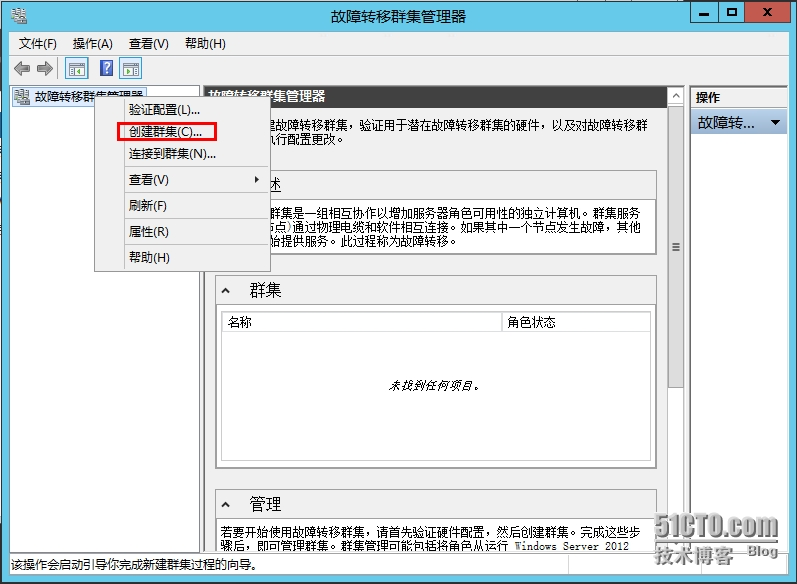 故障转移群集管理器
文件(F) 操作(A) 查看(V) 帮助(H)
故障转移群集管理器
验证配置(L)...
创建群集(C)...
连接到群集(N)...
查看(V)
刷新(F)
属性(R)
帮助(H)
故障转移群集管理器
建故障转移群集，验证用于潜在故障转移群集的硬件，以及对故障转移群
执行配置更改。
述
群集是一组相互协作以增加服务器角色可用性的独立计算机。群集服务
节点)通过物理电缆和软件相互连接。如果其中一个节点发生故障，其他
始提供服务。此过程称为故障转移。
群集
名称 角色状态
未找到任何项目。
管理
若要开始使用故障转移群集，请首先验证硬件配置，然后创建群集。完成这些步
骤后，即可管理群集。群集管理可能包括将角色从运行 Windows Server 2012
操作
故障转...
该操作会启动引导你完成新建群集过程的向导。
51CTO.com
技术博客 Blog